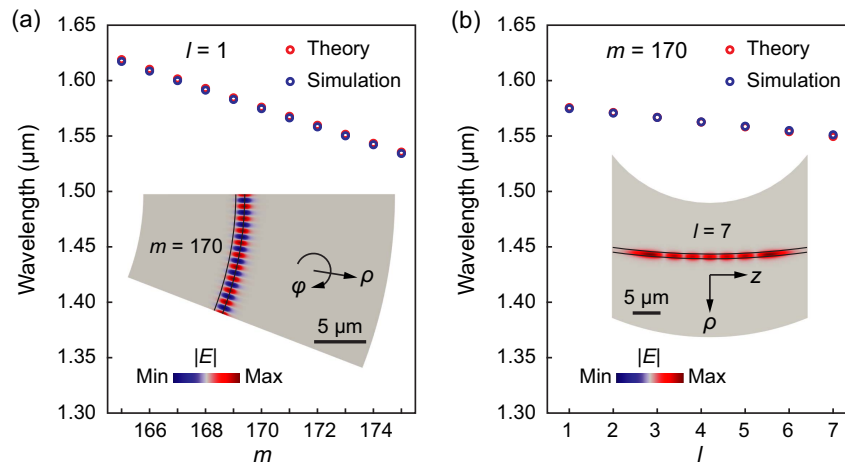 (a)
l = 1
Theory
Simulation
Wavelength (μm)
1.65
1.60
1.55
1.50
1.45
1.40
1.35
1.30
m = 170
φ
ρ
5 μm
|E|
Min
Max
166
168
170
172
174
m
(b)
m = 170
Theory
Simulation
Wavelength (μm)
1.65
1.60
1.55
1.50
1.45
1.40
1.35
1.30
l = 7
z
ρ
5 μm
|E|
Min
Max
1
2
3
4
5
6
7
l